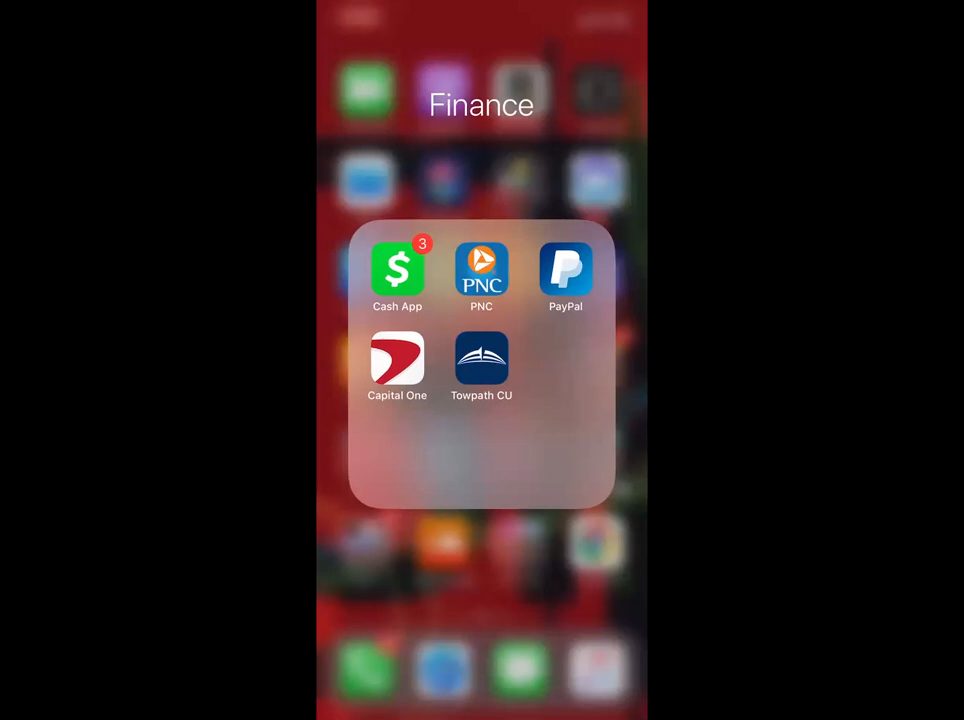 Finance
3
PNC
Cash App
PNC
PayPal
Capital One
Towpath CU